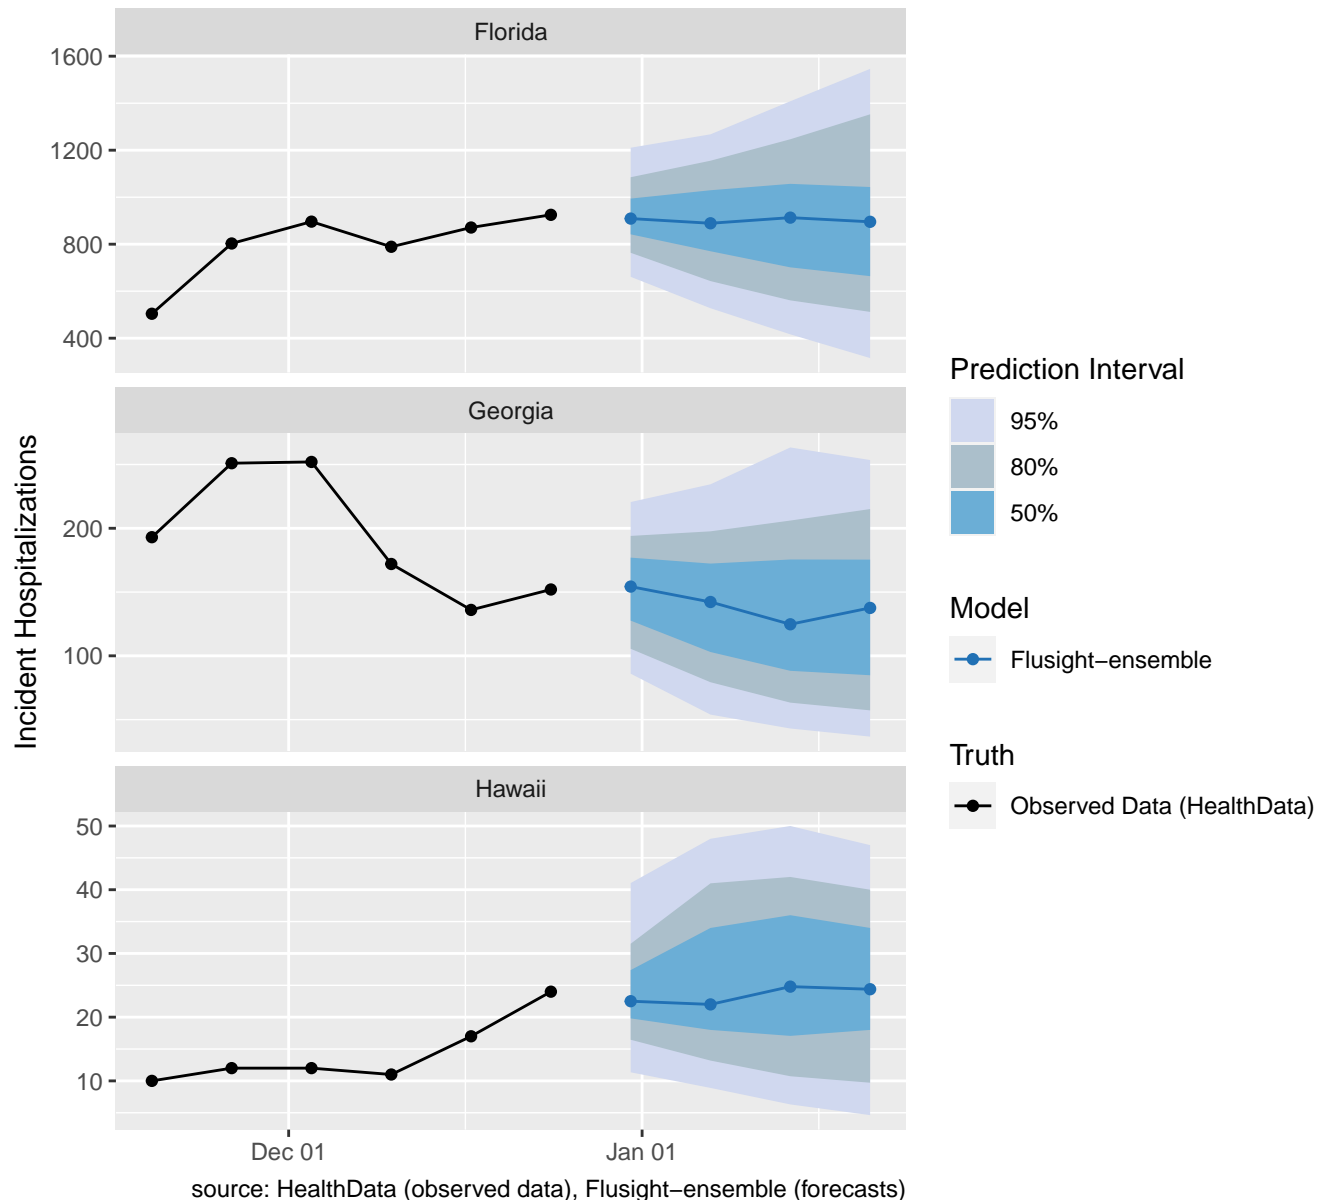 Florida
1600
1200
800
400
Georgia
200
100
Hawaii
50
40
30
20
10
Dec 01
Jan 01
Incident Hospitalizations
source: HealthData (observed data), Flusight−ensemble (forecasts)
Prediction Interval
95%
80%
50%
Model
Flusight−ensemble
Truth
Observed Data (HealthData)